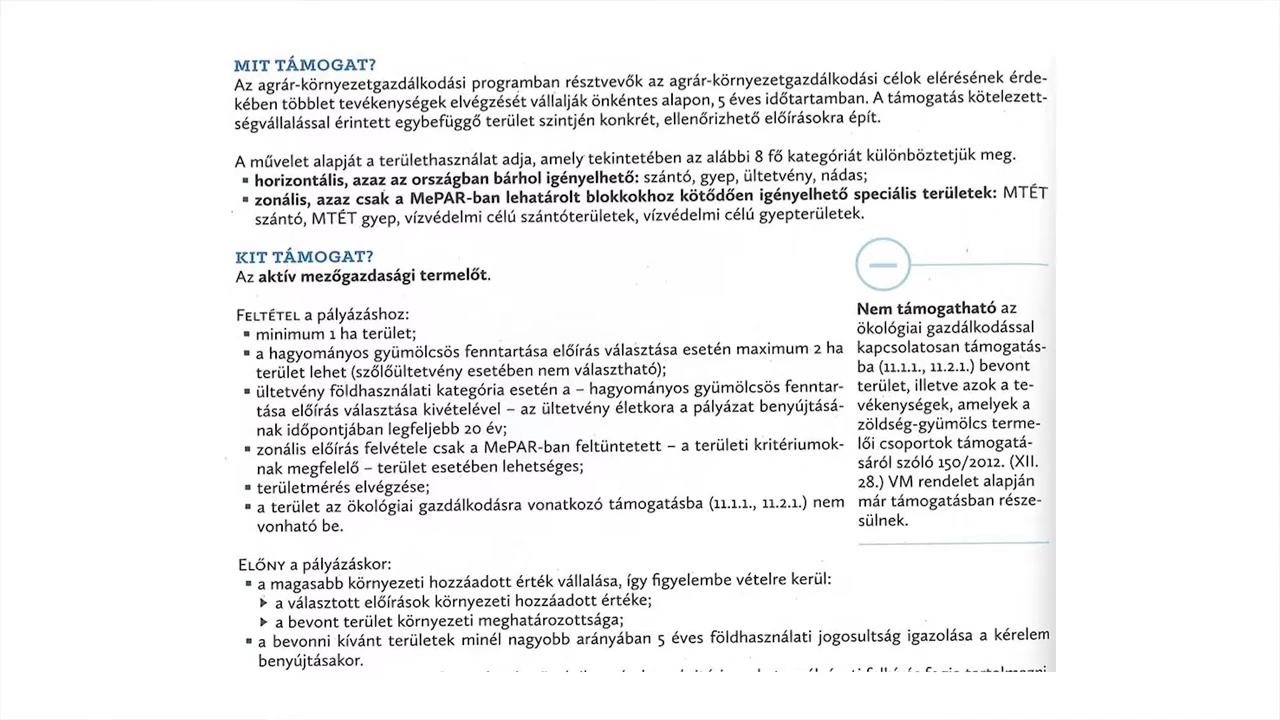 MIT TÁMOGAT?
Az agrár-környezetgazdálkodási programban résztvevők az agrár-környezetgazdálkodási célok elérésének érde-
kében többlet tevékenységek elvégzését vállalják önkéntes alapon, 5 éves időtartamban. A támogatás kötelezett-
ségvállalással érintett egybefüggő terület szintjén konkrét, ellenőrizhető előírásokra épít.
A művelet alapját a területhasználat adja, amely tekintetében az alábbi 8 fő kategóriát különböztetjük meg.
▪ horizontális, azaz az országban bárhol igényelhető: szántó, gyep, ültetvény, nádas;
▪ zonális, azaz csak a MePAR-ban lehatárolt blokkokhoz kötődően igényelhető speciális területek: MTÉT
szántó, MTÉT gyep, vízvédelmi célú szántóterületek, vízvédelmi célú gyepterületek.
KIT TÁMOGAT?
Az aktív mezőgazdasági termelőt.
FELTÉTEL a pályázáshoz:
▪ minimum 1 ha terület;
▪ a hagyományos gyümölcsös fenntartása előírás választása esetén maximum 2 ha
terület lehet (szőlőültetvény esetében nem választható);
▪ ültetvény földhasználati kategória esetén a – hagyományos gyümölcsös fenntar-
tása előírás választása kivételével – az ültetvény életkora a pályázat benyújtásá-
nak időpontjában legfeljebb 20 év;
▪ zonális előírás felvétele csak a MePAR-ban feltüntetett – a területi kritériumok-
nak megfelelő – terület esetében lehetséges;
▪ területmérés elvégzése;
▪ a terület az ökológiai gazdálkodásra vonatkozó támogatásba (11.1.1., 11.2.1.) nem
vonható be.
Nem támogatható az
ökológiai gazdálkodással
kapcsolatosan támogatás-
ba (11.1.1., 11.2.1.) bevont
terület, illetve azok a te-
vékenységek, amelyek a
zöldség-gyümölcs terme-
lői csoportok támogatá-
sáról szóló 150/2012. (XII.
28.) VM rendelet alapján
már támogatásban része-
sülnek.
ELŐNY a pályázáskor:
▪ a magasabb környezeti hozzáadott érték vállalása, így figyelembe vételre kerül:
▶ a választott előírások környezeti hozzáadott értéke;
▶ a bevont terület környezeti meghatározottsága;
▪ a bevonni kívánt területek minél nagyobb arányában 5 éves földhasználati jogosultság igazolása a kérelem
benyújtásakor.